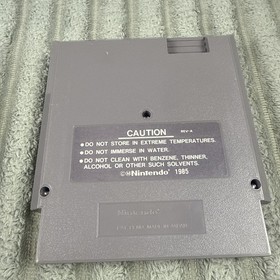 CAUTION
REV-A
• DO NOT STORE IN EXTREME TEMPERATURES.
• DO NOT IMMERSE IN WATER.
• DO NOT CLEAN WITH BENZENE, THINNER,
ALCOHOL OR OTHER SUCH SOLVENTS.
©Nintendo® 1985
Nintendo